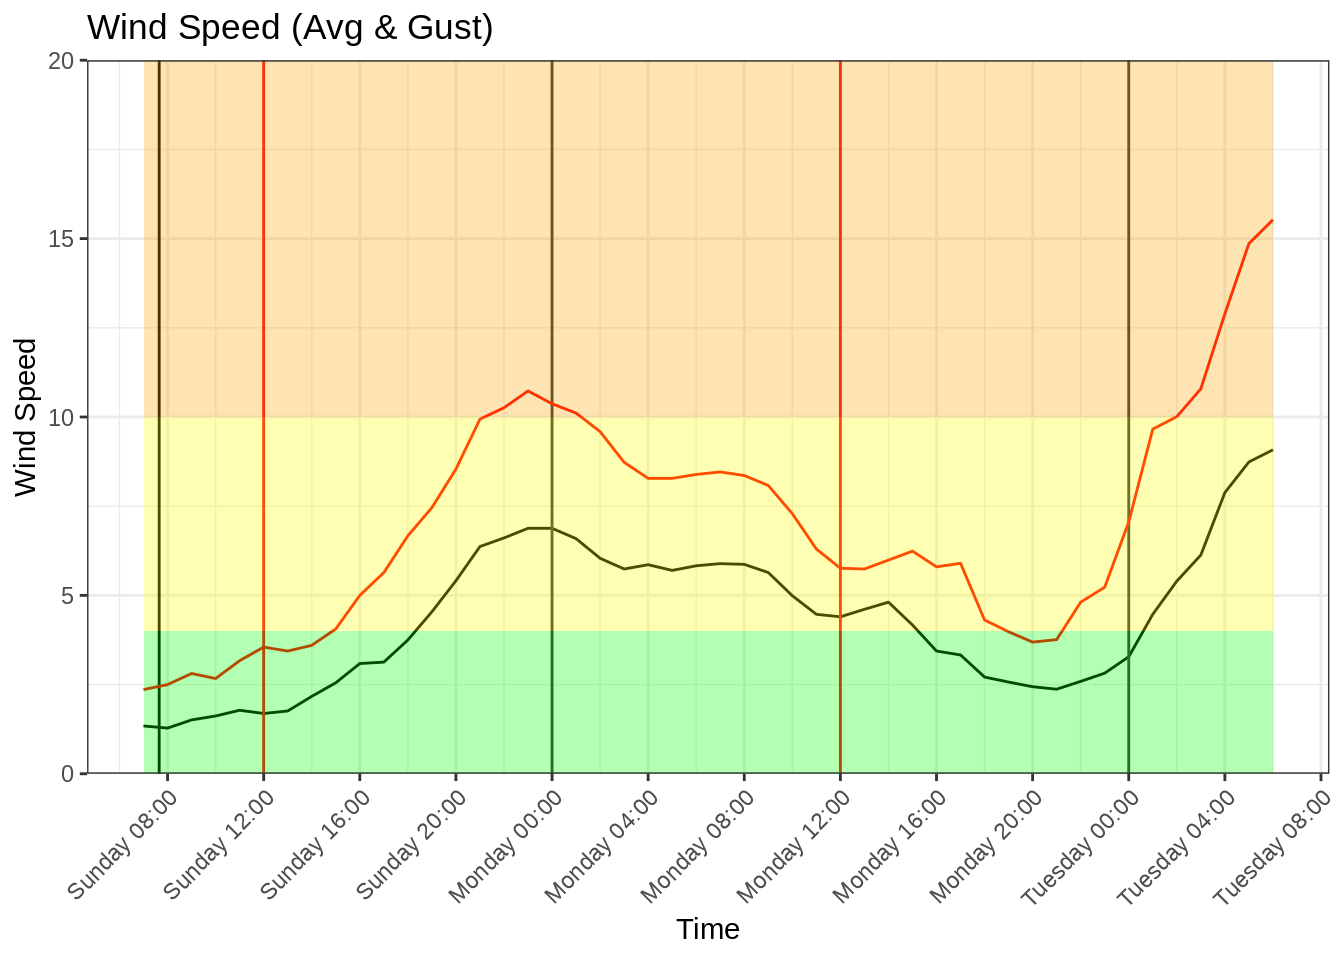 Wind Speed (Avg & Gust)
20
15
10
5
0
Wind Speed
Sunday 08:00
Sunday 12:00
Sunday 16:00
Sunday 20:00
Monday 00:00
Monday 04:00
Monday 08:00
Monday 12:00
Monday 16:00
Monday 20:00
Tuesday 00:00
Tuesday 04:00
Tuesday 08:00
Time